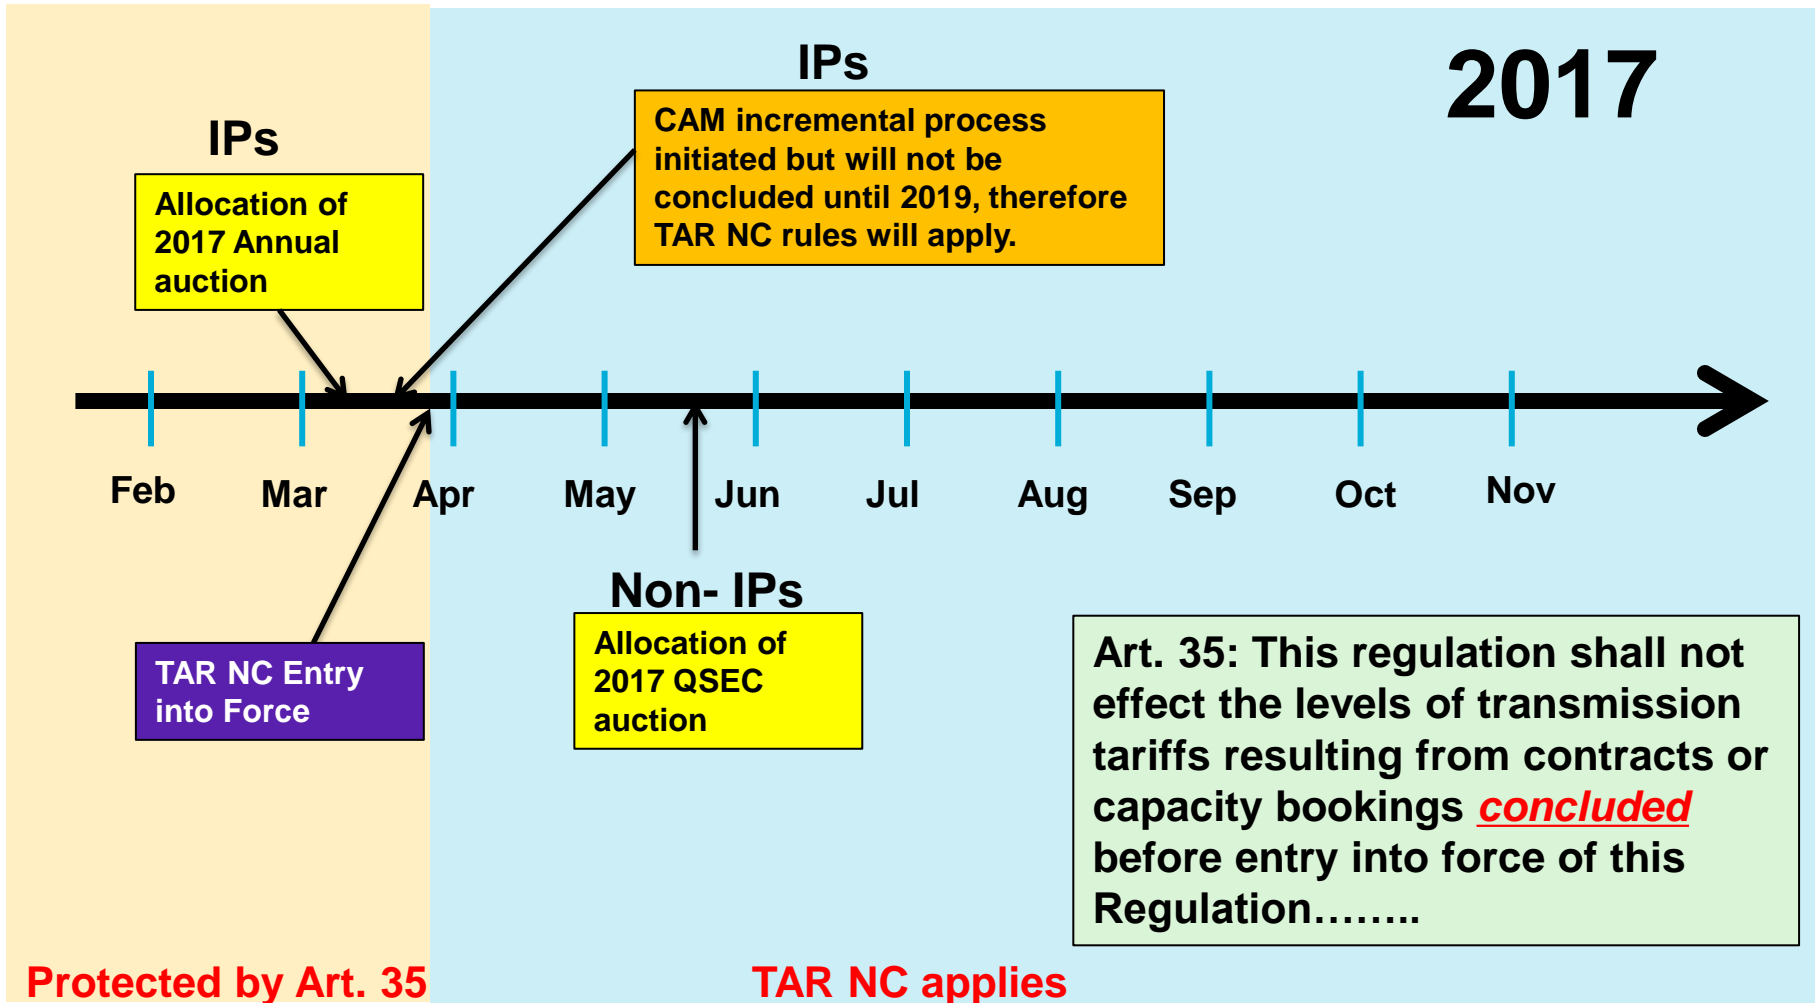 2017
IPs
CAM incremental process
initiated but will not be
concluded until 2019, therefore
TAR NC rules will apply.
IPs
Allocation of
2017 Annual
auction
Feb
Mar
Apr
May
Jun
Jul
Aug
Sep
Oct
Nov
TAR NC Entry
into Force
Non- IPs
Allocation of
2017 QSEC
auction
Art. 35: This regulation shall not
effect the levels of transmission
tariffs resulting from contracts or
capacity bookings concluded
before entry into force of this
Regulation……..
Protected by Art. 35
TAR NC applies